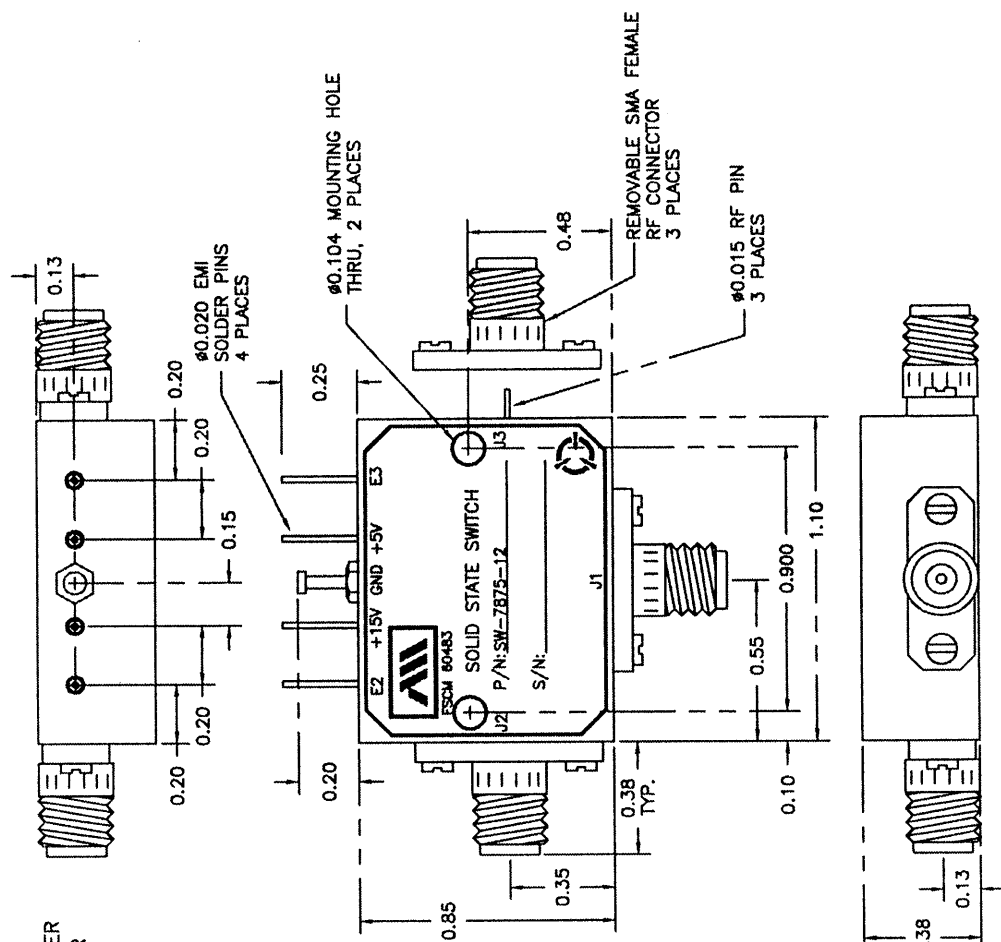 0.13
ø0.020 EMI
SOLDER PINS
4 PLACES
0.20
0.20
0.15
0.20
0.20
ø0.104 MOUNTING HOLE
THRU, 2 PLACES
0.25
0.20
0.48
REMOVABLE SMA FEMALE
RF CONNECTOR
3 PLACES
ø0.015 RF PIN
3 PLACES
E2 +15V GND +5V E3
FSCM 80483
SOLID STATE SWITCH
P/N:SW-7875-12
S/N:
J2
J3
J1
0.38
TYP.
0.35
0.85
0.55
0.900
1.10
0.10
0.13
38
ER
R